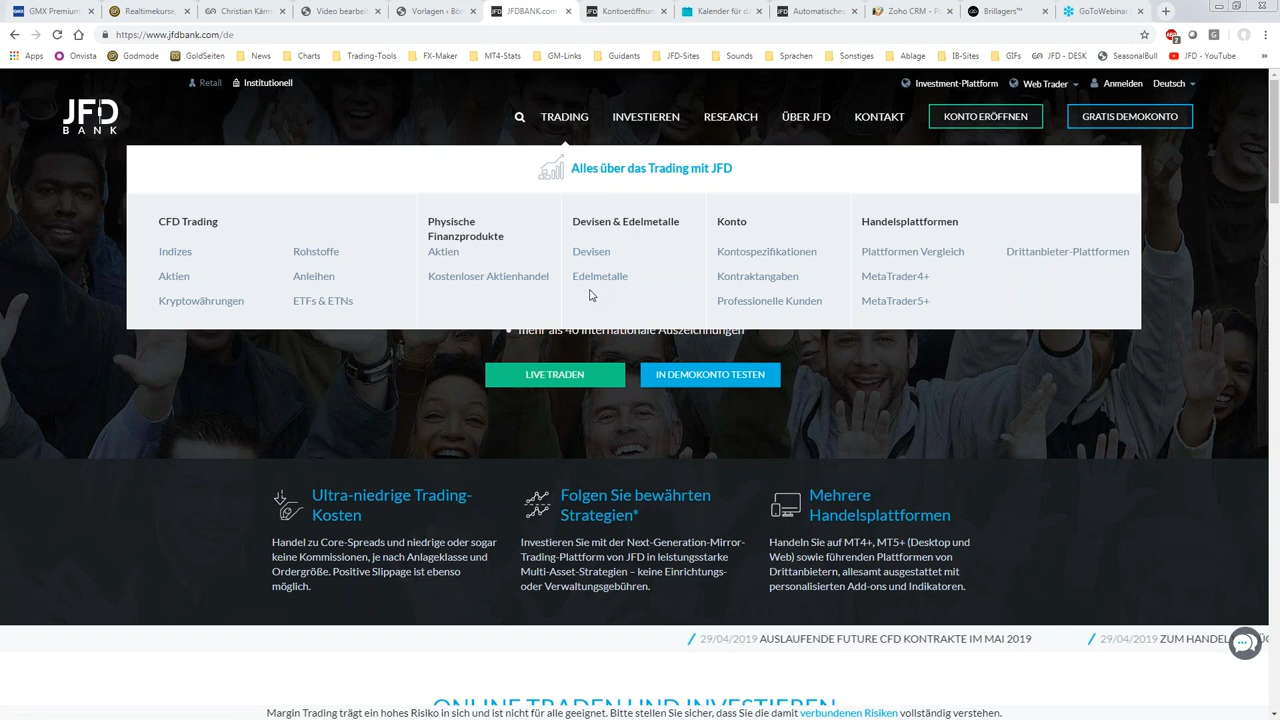 GMX Premium
Realtimekurse,
Christian Käm
Video bearbei
Vorlagen ‹ Bö
JFDBANK.com
Kontoeröffnun
Kalender für d
Automatisches
Zoho CRM - P
Brillagers™
GoToWebinar
https://www.jfdbank.com/de
Apps
Onvista
Godmode
GoldSeiten
News
Charts
Trading-Tools
FX-Maker
MT4-Stats
GM-Links
Guidants
JFD-Sites
Sounds
Sprachen
Sonstiges
Ablage
IB-Sites
GIFs
JFD - DESK
SeasonalBull
JFD - YouTube
Retail
Institutionell
Investment-Plattform
Web Trader
Anmelden
Deutsch
JFD
BANK
TRADING
INVESTIEREN
RESEARCH
ÜBER JFD
KONTAKT
KONTO ERÖFFNEN
GRATIS DEMOKONTO
Alles über das Trading mit JFD
CFD Trading
Indizes
Rohstoffe
Aktien
Anleihen
Kryptowährungen
ETFs & ETNs
Physische
Finanzprodukte
Aktien
Kostenloser Aktienhandel
Devisen & Edelmetalle
Devisen
Edelmetalle
Konto
Kontospezifikationen
Kontraktangaben
Professionelle Kunden
Handelsplattformen
Plattformen Vergleich
Drittanbieter-Plattformen
MetaTrader4+
MetaTrader5+
mehr als 40 internationale Auszeichnungen
LIVE TRADEN
IN DEMOKONTO TESTEN
Ultra-niedrige Trading-
Kosten
Handel zu Core-Spreads und niedrige oder sogar
keine Kommissionen, je nach Anlageklasse und
Ordergröße. Positive Slippage ist ebenso
möglich.
Folgen Sie bewährten
Strategien*
Investieren Sie mit der Next-Generation-Mirror-
Trading-Plattform von JFD in leistungsstarke
Multi-Asset-Strategien – keine Einrichtungs-
oder Verwaltungsgebühren.
Mehrere
Handelsplattformen
Handeln Sie auf MT4+, MT5+ (Desktop und
Web) sowie führenden Plattformen von
Drittanbietern, allesamt ausgestattet mit
personalisierten Add-ons und Indikatoren.
29/04/2019 AUSLAUFENDE FUTURE CFD KONTRAKTE IM MAI 2019
29/04/2019 ZUM HANDEL
ONLINE TRADEN UND INVESTIEREN
Margin Trading trägt ein hohes Risiko in sich und ist nicht für alle geeignet. Bitte stellen Sie sicher, dass Sie die damit verbundenen Risiken vollständig verstehen.